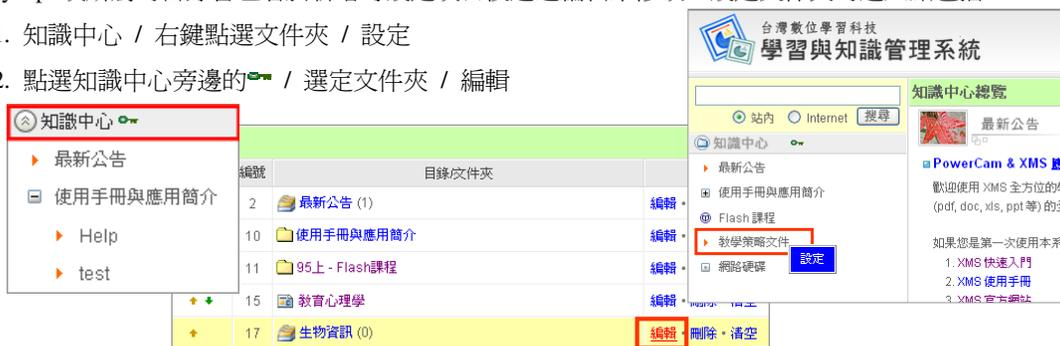 1. 知識中心 / 右鍵點選文件夾 / 設定
2. 點選知識中心旁邊的 / 選定文件夾 / 編輯
知識中心
最新公告
使用手冊與應用簡介
Help
test
編號 目錄/文件夾
2 最新公告 (1) 編輯・
10 使用手冊與應用簡介 編輯・
11 95上 - Flash課程 編輯・
15 教育心理學 編輯・刪除・清空
17 生物資訊 (0) 編輯・刪除・清空
台灣數位學習科技
學習與知識管理系統
站內 Internet 搜尋
知識中心
最新公告
使用手冊與應用簡介
Flash 課程
教學策略文件
設定
網路硬碟
知識中心總覽
最新公告
PowerCam & XMS
歡迎使用 XMS 全方位的
(pdf, doc, xls, ppt 等) 的
如果您是第一次使用本系
1. XMS 快速入門
2. XMS 使用手冊
3. XMS 官方網站